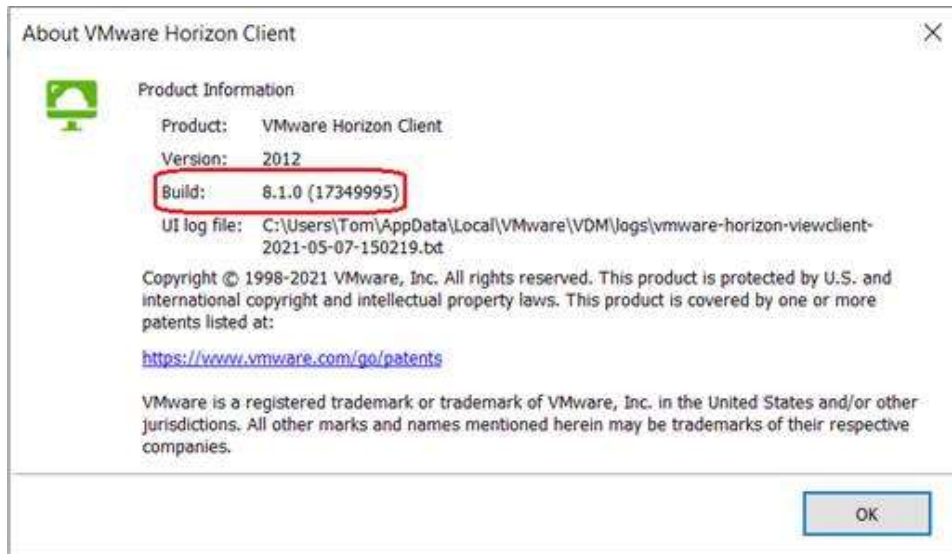 About VMware Horizon Client
Product Information
Product: VMware Horizon Client
Version: 2012
Build: 8.1.0 (17349995)
UI log file: C:\Users\Tom\AppData\Local\VMware\VDM\logs\vmware-horizon-viewclient-
2021-05-07-150219.txt
Copyright © 1998-2021 VMware, Inc. All rights reserved. This product is protected by U.S. and
international copyright and intellectual property laws. This product is covered by one or more
patents listed at:
https://www.vmware.com/go/patents
VMware is a registered trademark or trademark of VMware, Inc. in the United States and/or other
jurisdictions. All other marks and names mentioned herein may be trademarks of their respective
companies.
OK